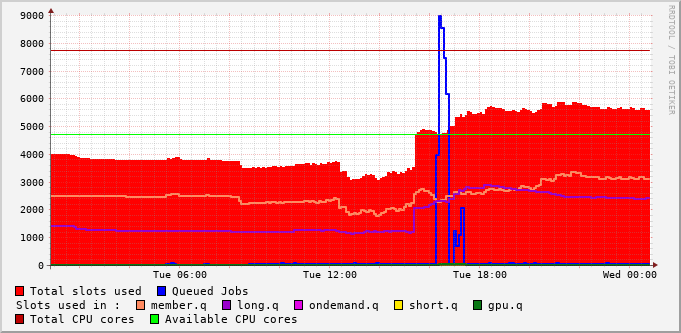 9000
8000
7000
6000
5000
4000
3000
2000
1000
0
Tue 06:00 Tue 12:00 Tue 18:00 Wed 00:00
RRDTOOL / TOBI OETIKER
Total slots used Queued Jobs
Slots used in : member.q long.q ondemand.q short.q gpu.q
Total CPU cores Available CPU cores